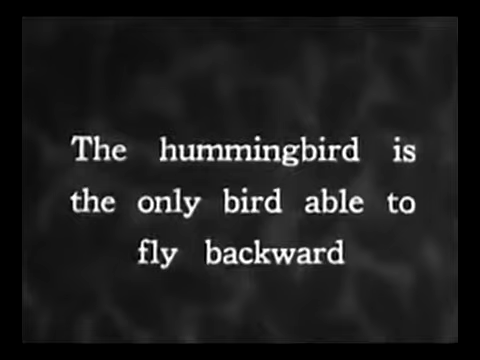 The hummingbird is
the only bird able to
fly backward